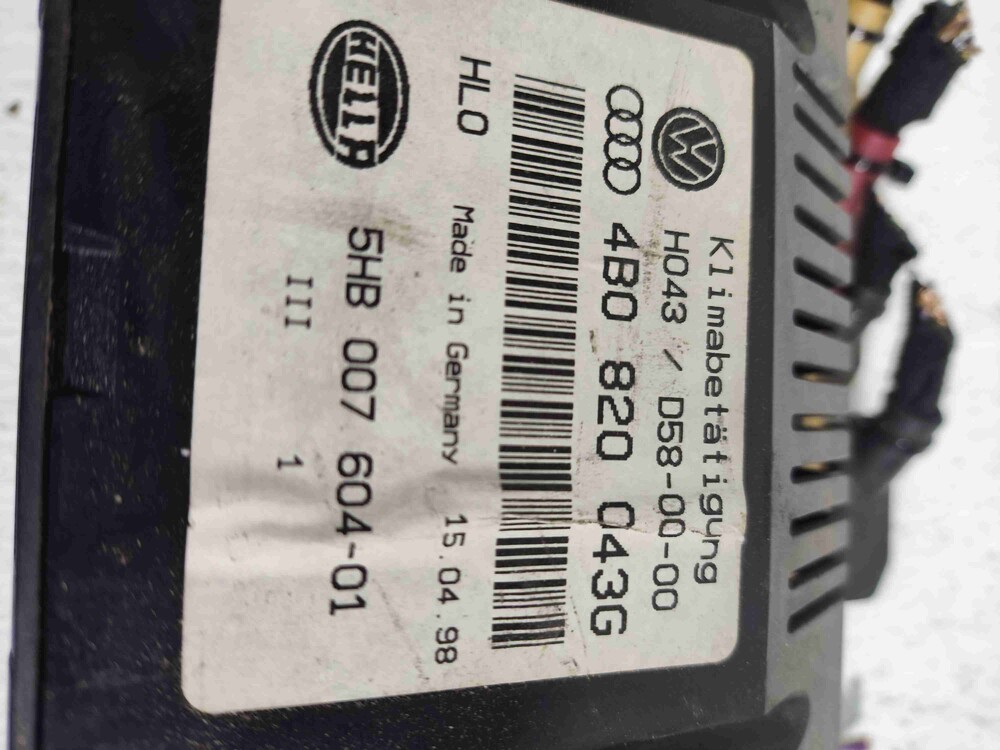 Klimabetätigung
H043 / D58-00-00
4B0 820 043G
HLO
Made in Germany 15.04.98
HELLA
5HB 007 604-01
III 1